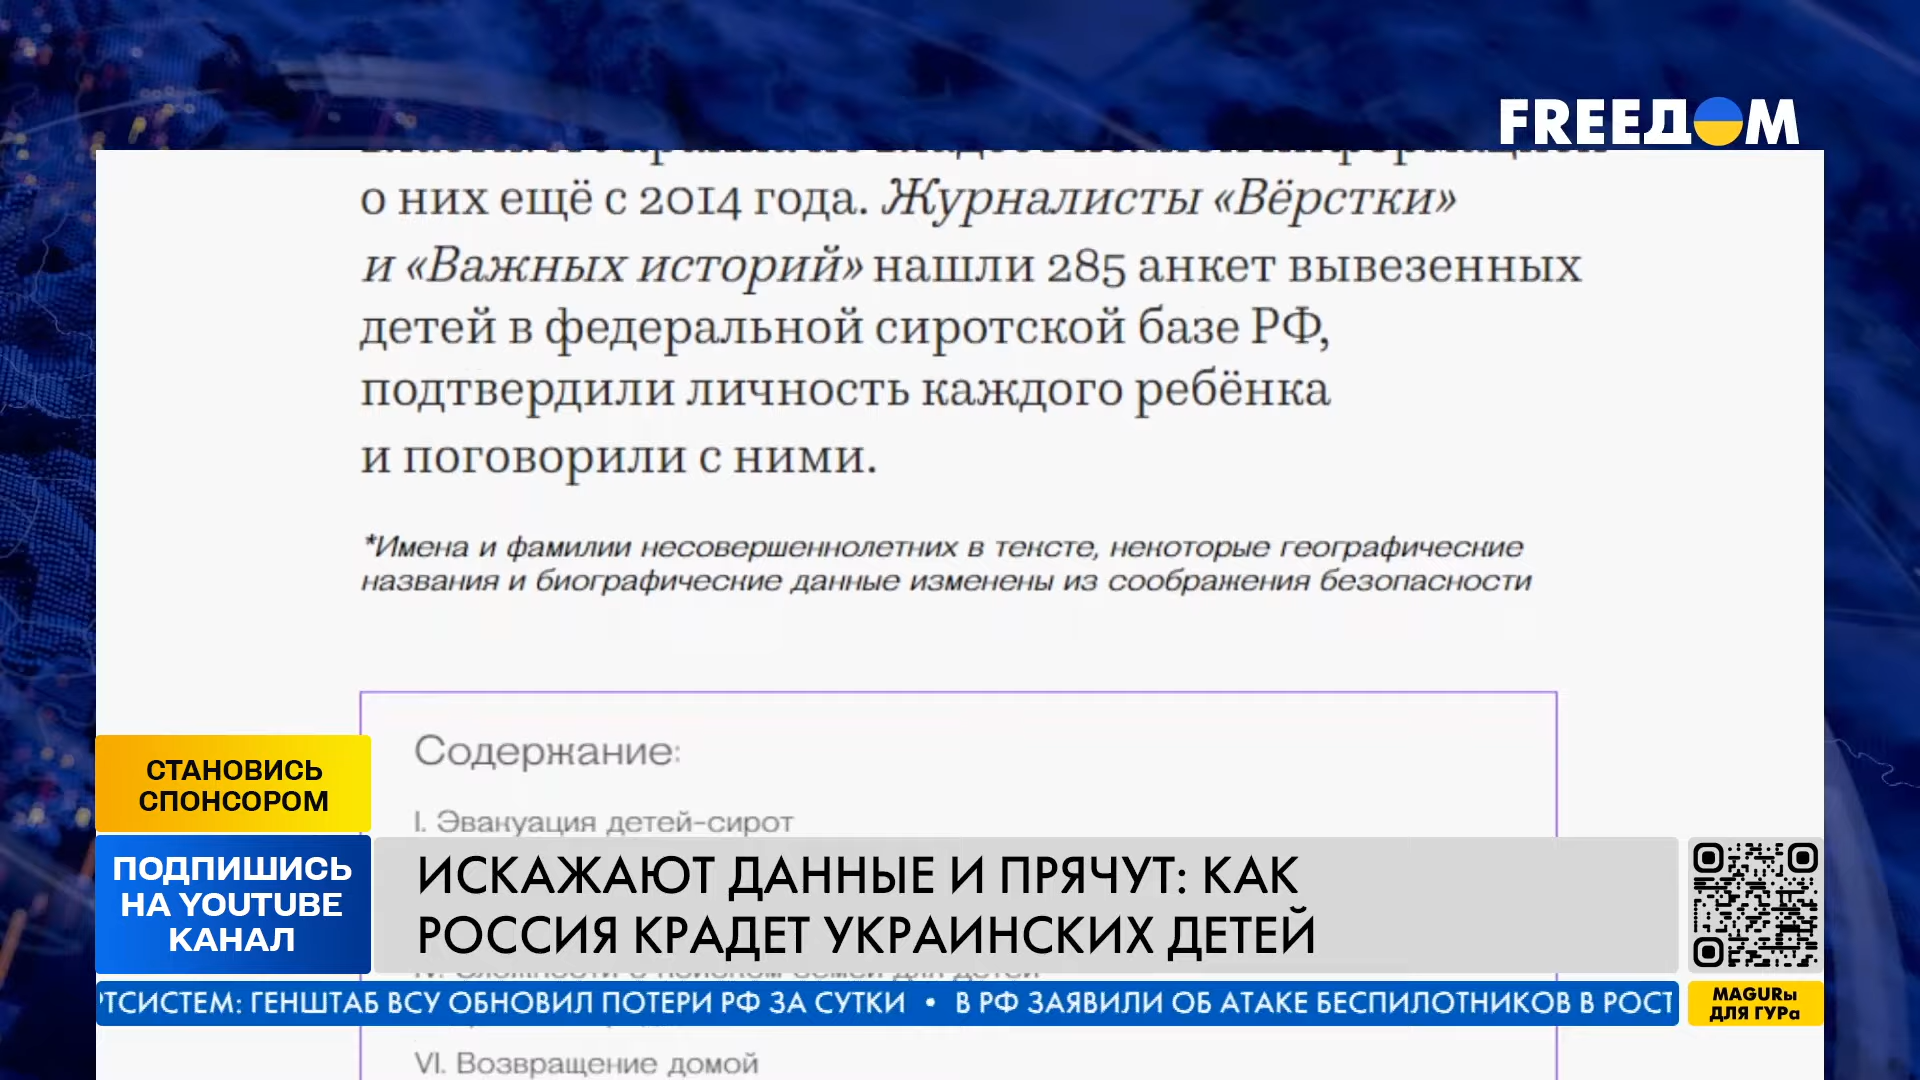 FREEДOM
о них ещё с 2014 года. Журналисты «Вёрстки»
и «Важных историй» нашли 285 анкет вывезенных
детей в федеральной сиротской базе РФ,
подтвердили личность каждого ребёнка
и поговорили с ними.
*Имена и фамилии несовершеннолетних в тексте, некоторые географические
названия и биографические данные изменены из соображения безопасности
Содержание:
I. Эвакуация детей-сирот
СТАНОВИСЬ
СПОНСОРОМ
ПОДПИШИСЬ
НА YOUTUBE
КАНАЛ
ИСКАЖАЮТ ДАННЫЕ И ПРЯЧУТ: КАК
РОССИЯ КРАДЕТ УКРАИНСКИХ ДЕТЕЙ
РТСИСТЕМ: ГЕНШТАБ ВСУ ОБНОВИЛ ПОТЕРИ РФ ЗА СУТКИ • В РФ ЗАЯВИЛИ ОБ АТАКЕ БЕСПИЛОТНИКОВ В РОСТ
MAGURы
ДЛЯ ГУРа
VI. Возвращение домой